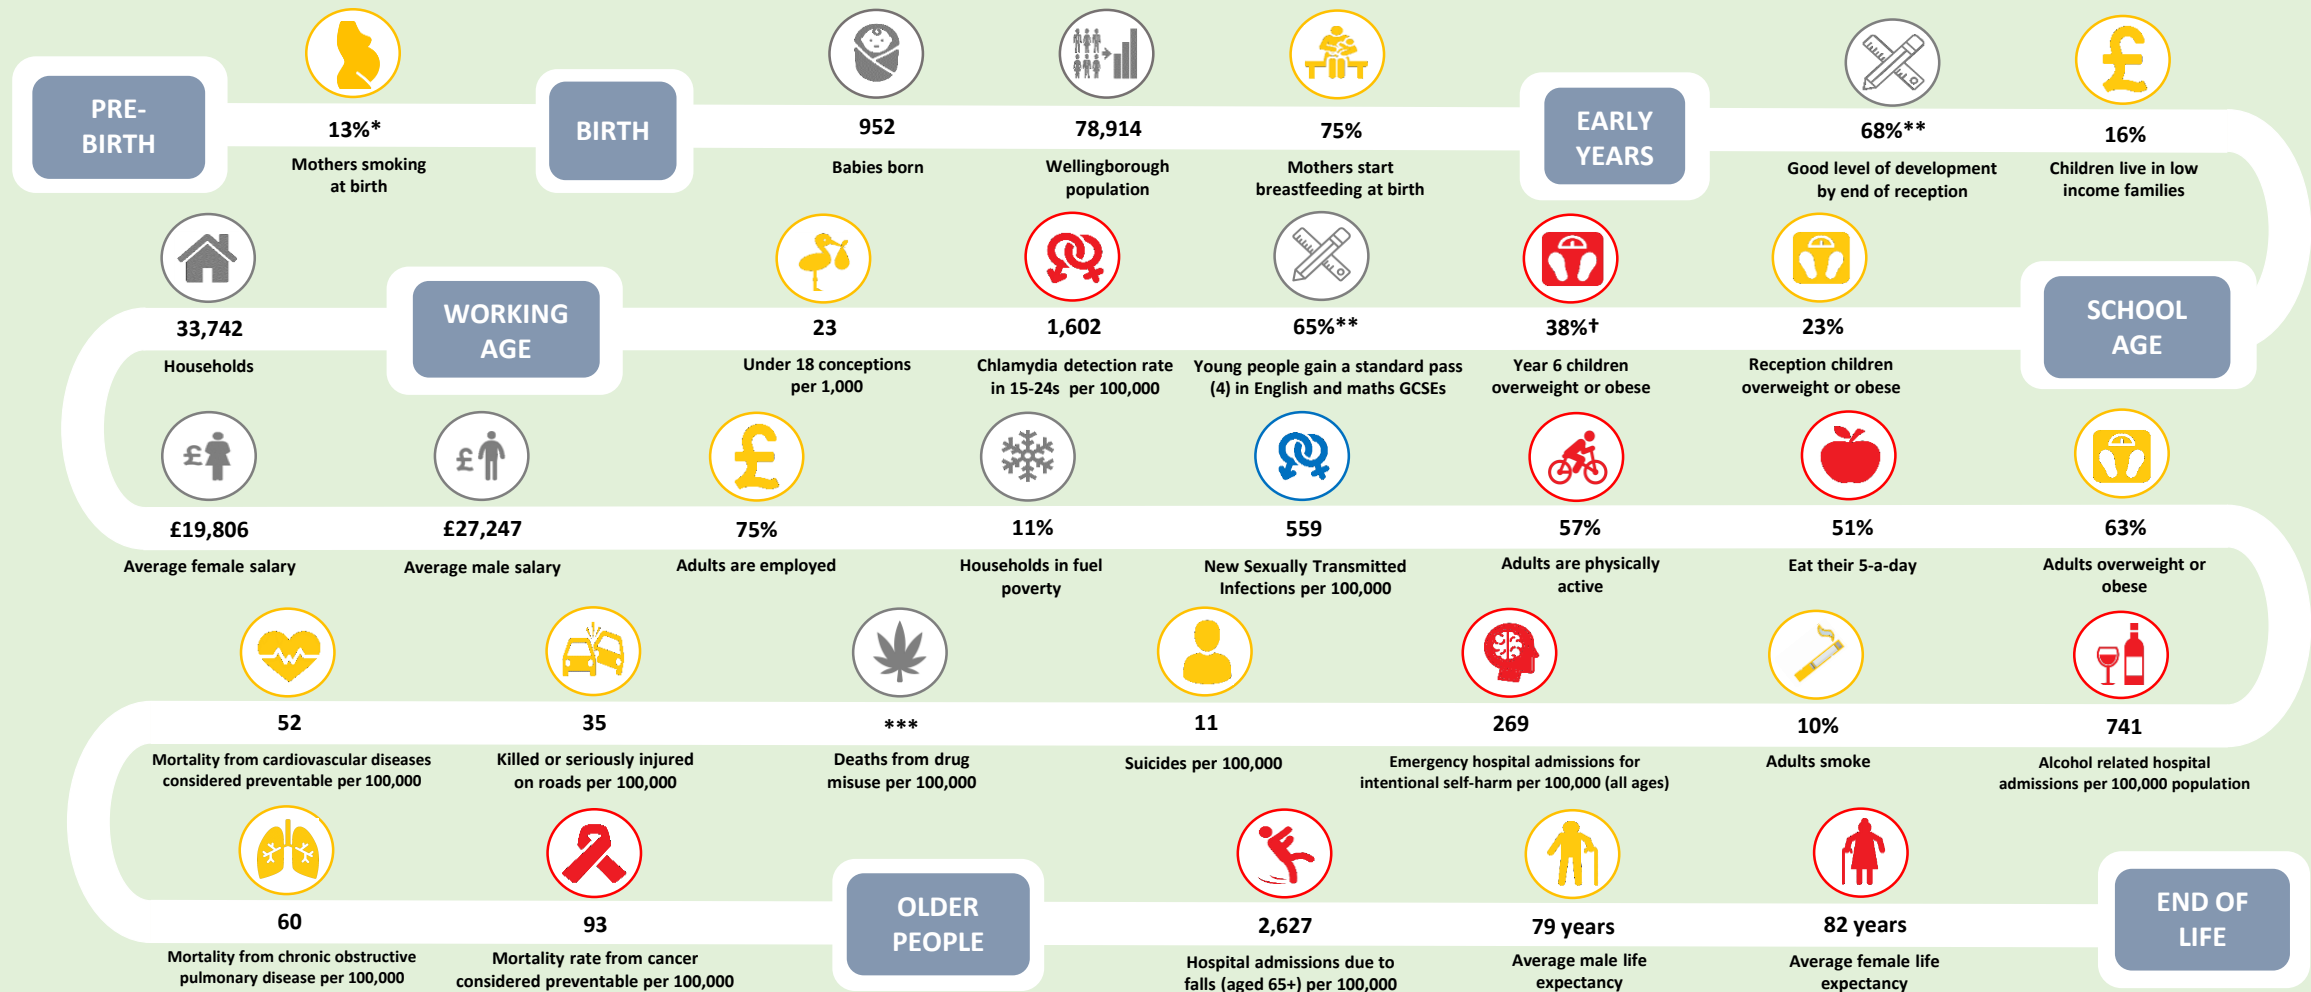 PRE-
BIRTH
13%*
Mothers smoking
at birth
BIRTH
952
Babies born
78,914
Wellingborough
population
75%
Mothers start
breastfeeding at birth
EARLY
YEARS
68%**
Good level of development
by end of reception
£
16%
Children live in low
income families
SCHOOL
AGE
23%
Reception children
overweight or obese
38%†
Year 6 children
overweight or obese
65%**
Young people gain a standard pass
(4) in English and maths GCSEs
1,602
Chlamydia detection rate
in 15-24s per 100,000
23
Under 18 conceptions
per 1,000
WORKING
AGE
33,742
Households
£
£19,806
Average female salary
£
£27,247
Average male salary
£
75%
Adults are employed
11%
Households in fuel
poverty
559
New Sexually Transmitted
Infections per 100,000
57%
Adults are physically
active
51%
Eat their 5-a-day
63%
Adults overweight or
obese
741
Alcohol related hospital
admissions per 100,000 population
10%
Adults smoke
269
Emergency hospital admissions for
intentional self-harm per 100,000 (all ages)
11
Suicides per 100,000
***
Deaths from drug
misuse per 100,000
35
Killed or seriously injured
on roads per 100,000
52
Mortality from cardiovascular diseases
considered preventable per 100,000
60
Mortality from chronic obstructive
pulmonary disease per 100,000
93
Mortality rate from cancer
considered preventable per 100,000
OLDER
PEOPLE
2,627
Hospital admissions due to
falls (aged 65+) per 100,000
79 years
Average male life
expectancy
82 years
Average female life
expectancy
END OF
LIFE